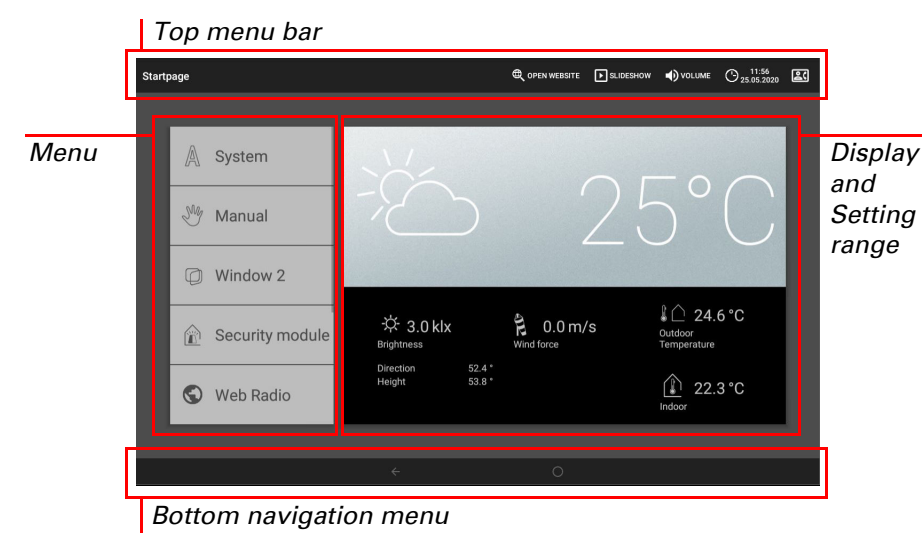 Top menu bar
Startpage
OPEN WEBSITE
SLIDESHOW
VOLUME
11:56
25.05.2020
Menu
Display
and
Setting
range
System
Manual
Window 2
Security module
Web Radio
25°C
3.0 klx
Brightness
Direction 52.4 °
Height 53.8 °
0.0 m/s
Wind force
24.6 °C
Outdoor
Temperature
22.3 °C
Indoor
Bottom navigation menu